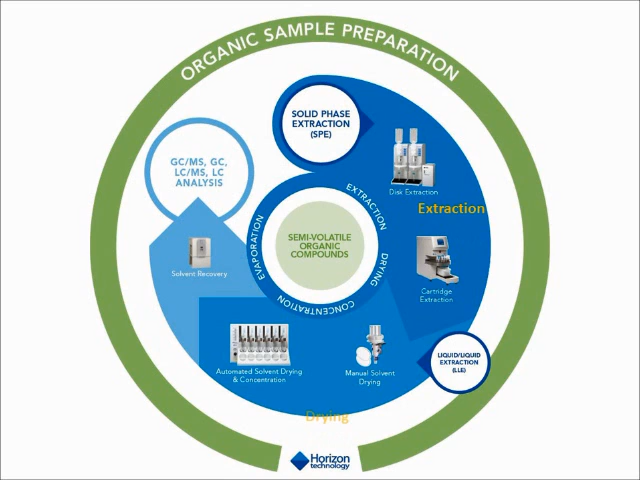 ORGANIC SAMPLE PREPARATION
SOLID PHASE
EXTRACTION
(SPE)
GC/MS, GC,
LC/MS, LC
ANALYSIS
Disk Extraction
Extraction
EXTRACTION
DRYING
CONCENTRATION
EVAPORATION
SEMI-VOLATILE
ORGANIC
COMPOUNDS
Solvent Recovery
Cartridge
Extraction
LIQUID/LIQUID
EXTRACTION
(LLE)
Automated Solvent Drying
& Concentration
Manual Solvent
Drying
Drying
Horizon
technology